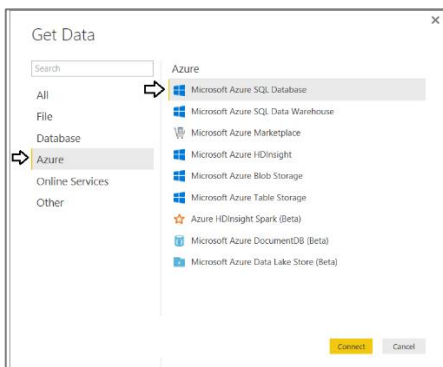 Get Data
Search
All
File
Database
Azure
Online Services
Other
Azure
Microsoft Azure SQL Database
Microsoft Azure SQL Data Warehouse
Microsoft Azure Marketplace
Microsoft Azure HDInsight
Microsoft Azure Blob Storage
Microsoft Azure Table Storage
Azure HDInsight Spark (Beta)
Microsoft Azure DocumentDB (Beta)
Microsoft Azure Data Lake Store (Beta)
Connect
Cancel